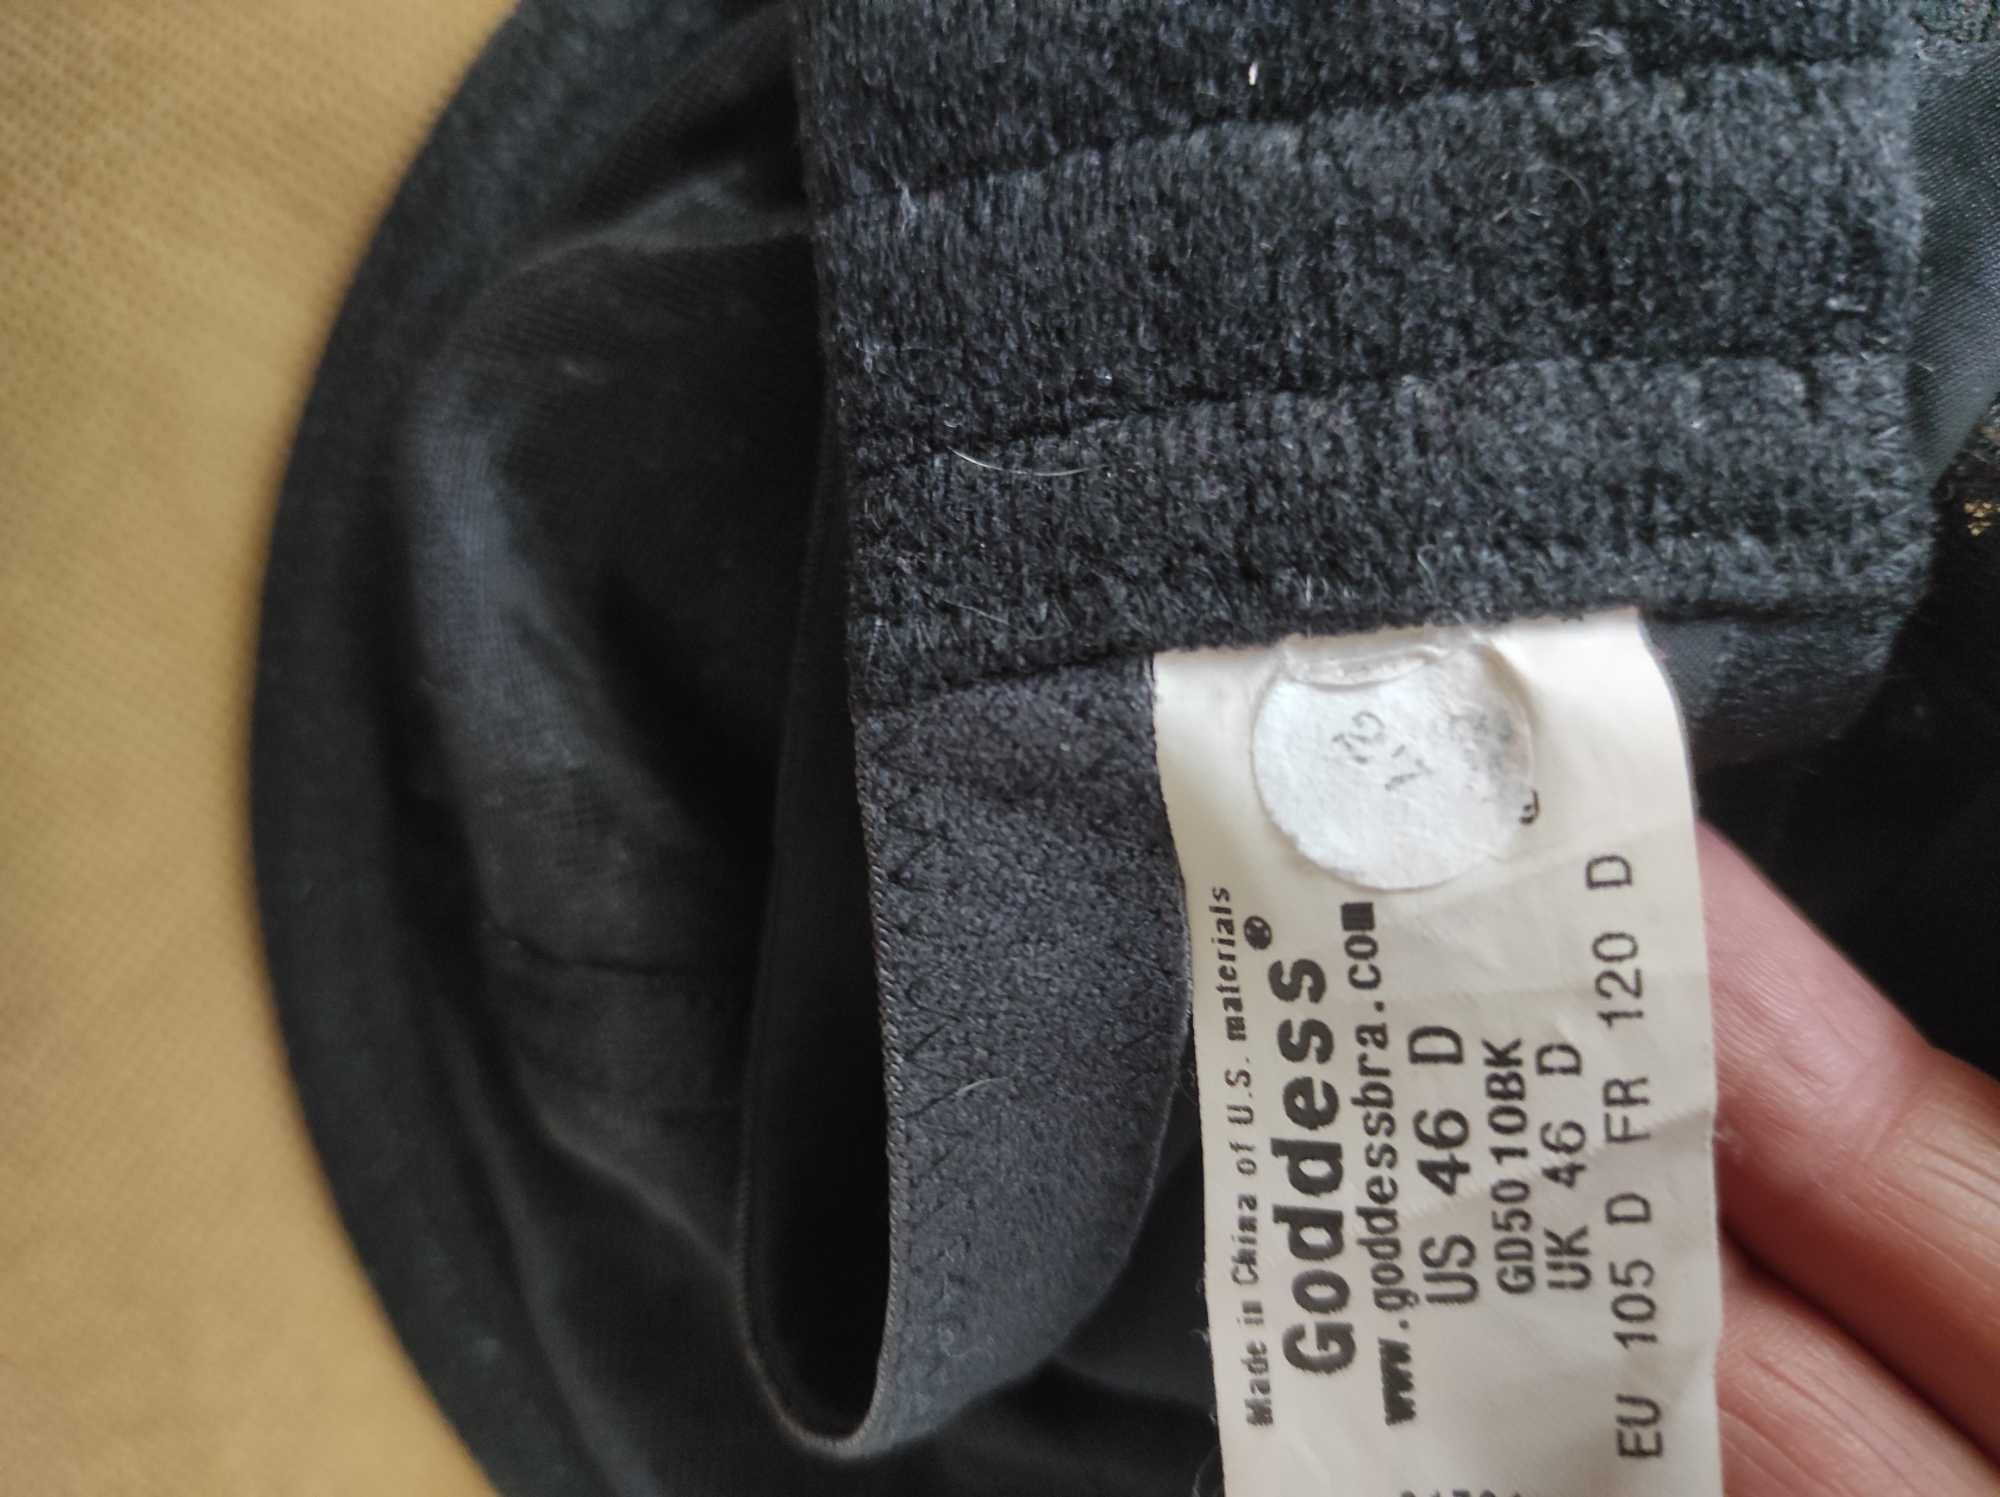 Made in China of U.S. materials
Goddess®
www.goddessbra.com
US 46 D
GD5010BK
UK 46 D
EU 105 D FR 120 D